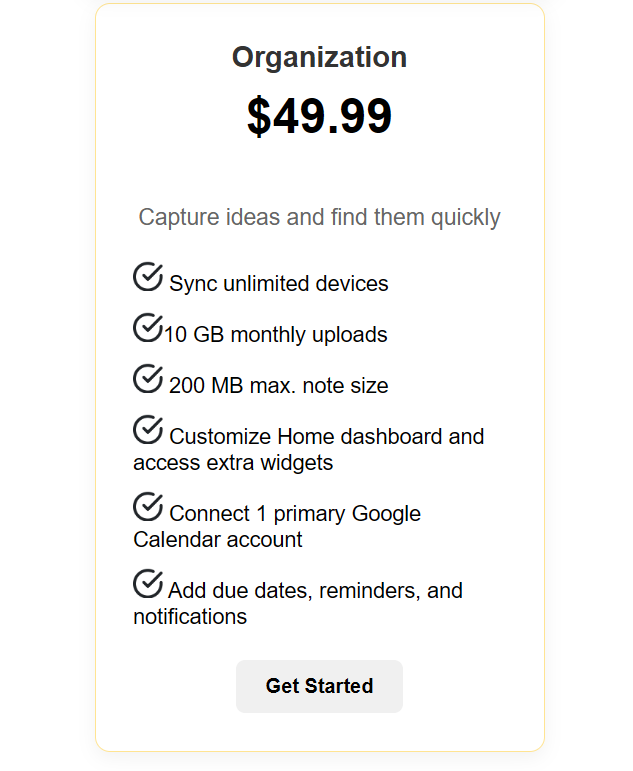 Organization
$49.99
Capture ideas and find them quickly
Sync unlimited devices
10 GB monthly uploads
200 MB max. note size
Customize Home dashboard and
access extra widgets
Connect 1 primary Google
Calendar account
Add due dates, reminders, and
notifications
Get Started